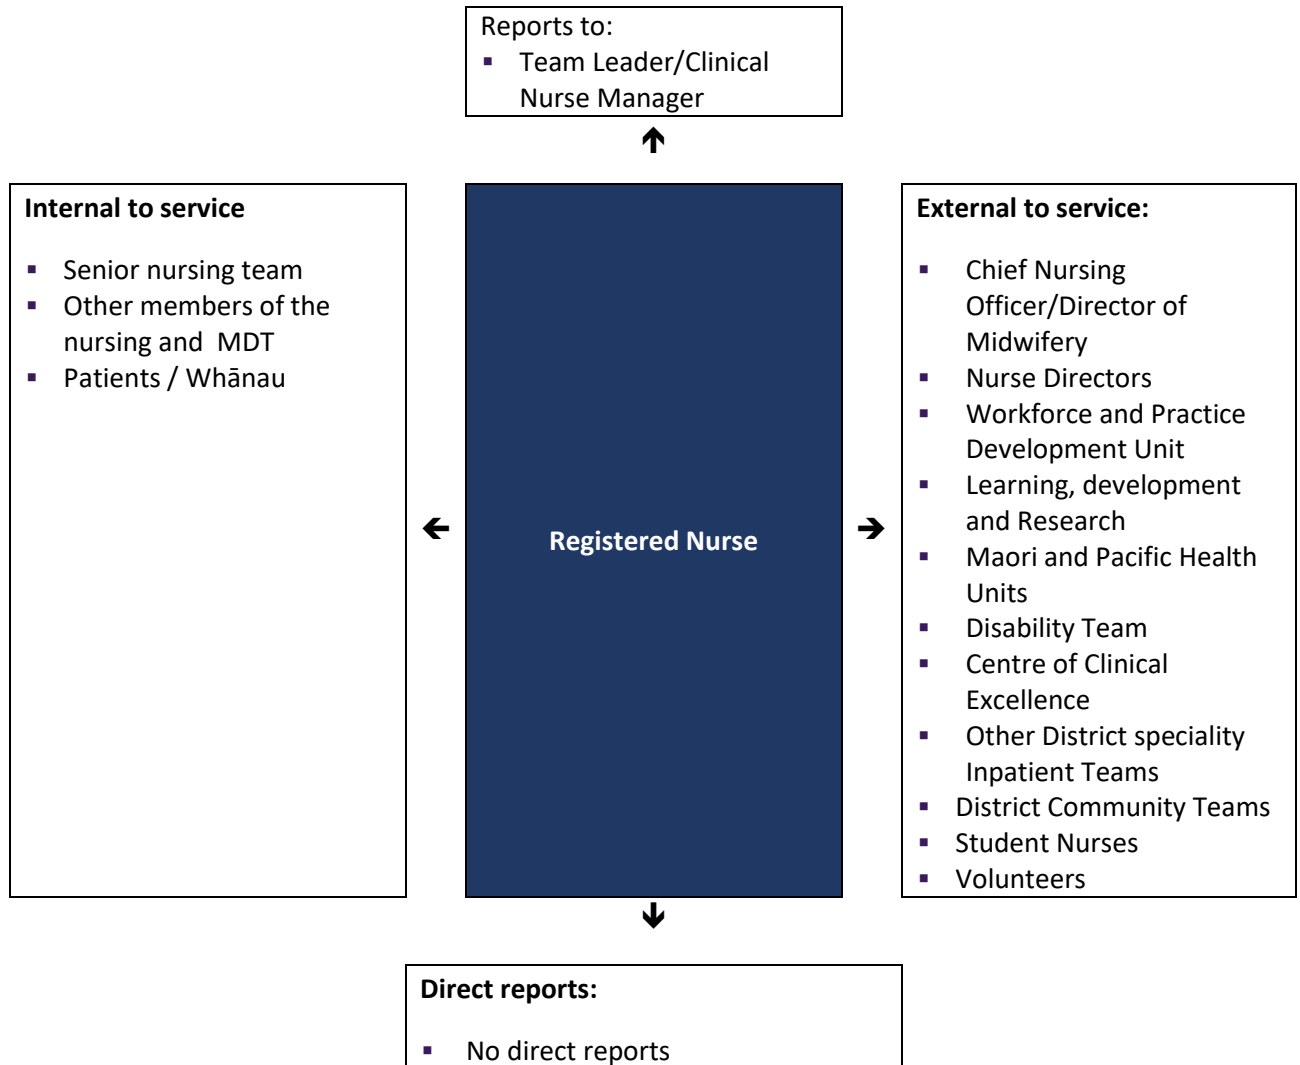 Reports to:
▪ Team Leader/Clinical
Nurse Manager
Internal to service
▪ Senior nursing team
▪ Other members of the
nursing and  MDT
▪ Patients / Whānau
Registered Nurse
External to service:
▪ Chief Nursing
Officer/Director of
Midwifery
▪ Nurse Directors
▪ Workforce and Practice
Development Unit
▪ Learning, development
and Research
▪ Maori and Pacific Health
Units
▪ Disability Team
▪ Centre of Clinical
Excellence
▪ Other District speciality
Inpatient Teams
▪ District Community Teams
▪ Student Nurses
▪ Volunteers
Direct reports:
▪ No direct reports